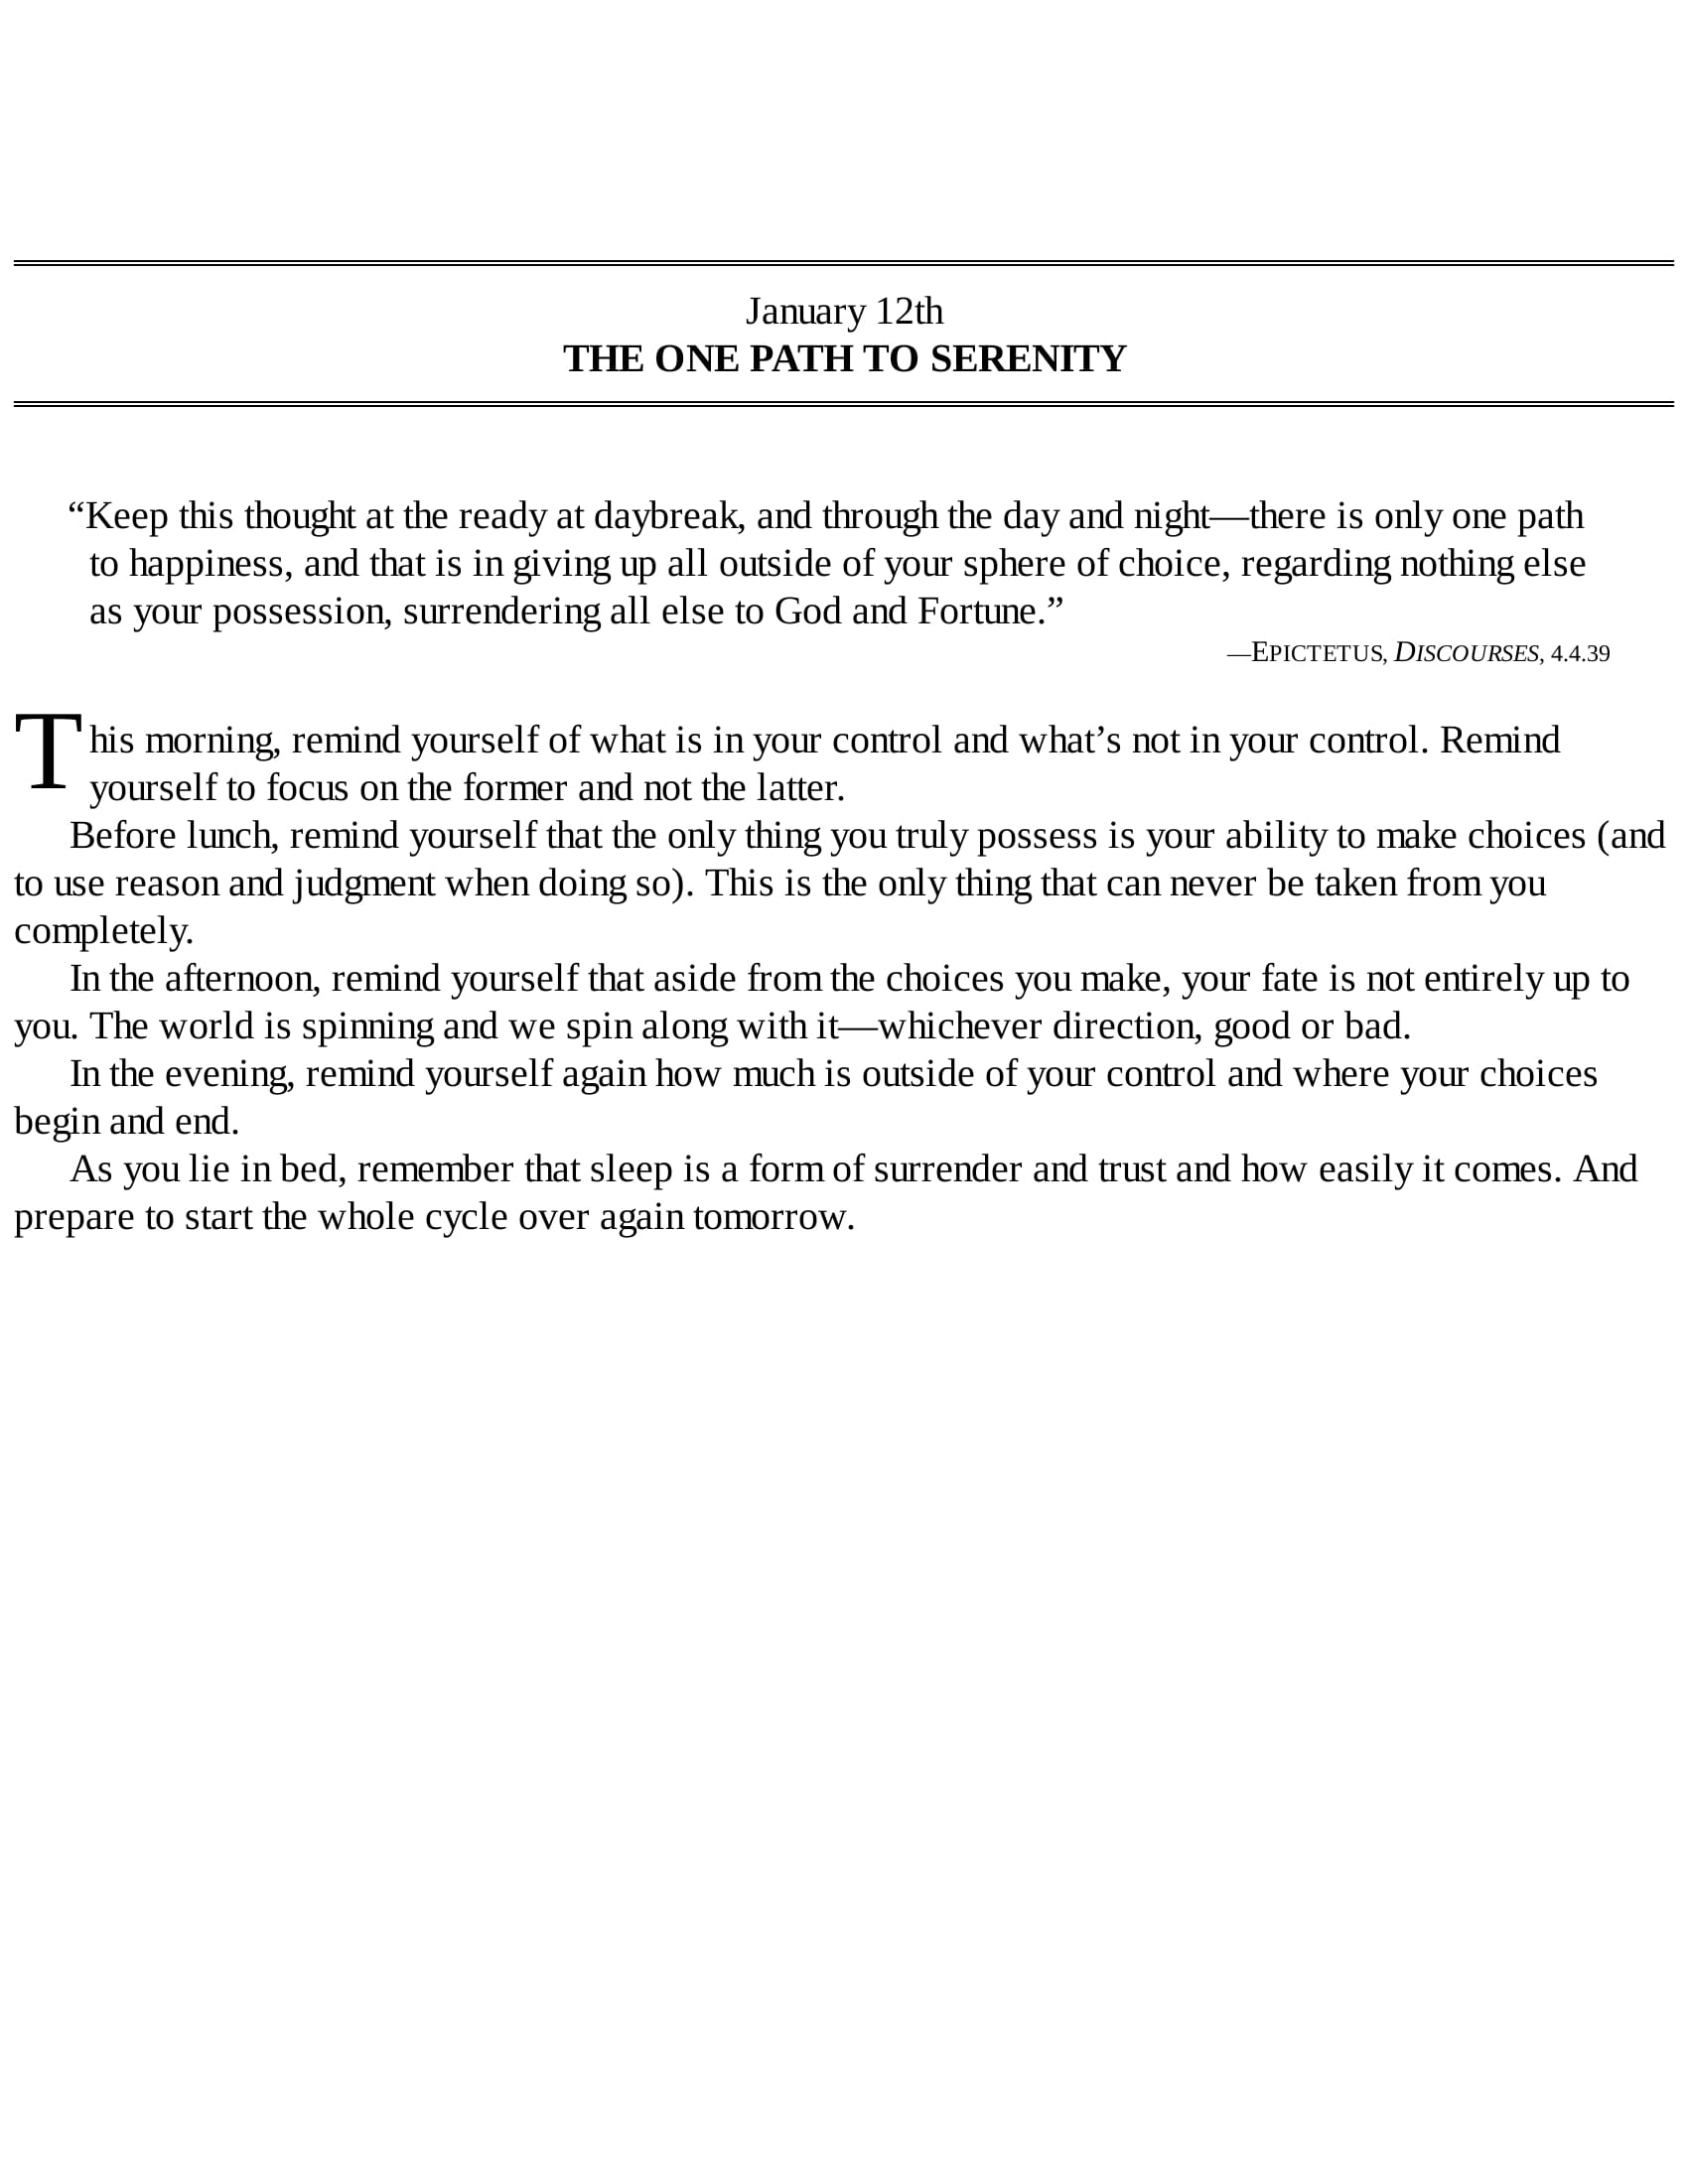 January 12th
THE ONE PATH TO SERENITY
“Keep this thought at the ready at daybreak, and through the day and night—there is only one path
to happiness, and that is in giving up all outside of your sphere of choice, regarding nothing else
as your possession, surrendering all else to God and Fortune.”
—EPICTETUS, DISCOURSES, 4.4.39
This morning, remind yourself of what is in your control and what’s not in your control. Remind
yourself to focus on the former and not the latter.
Before lunch, remind yourself that the only thing you truly possess is your ability to make choices (and
to use reason and judgment when doing so). This is the only thing that can never be taken from you
completely.
In the afternoon, remind yourself that aside from the choices you make, your fate is not entirely up to
you. The world is spinning and we spin along with it—whichever direction, good or bad.
In the evening, remind yourself again how much is outside of your control and where your choices
begin and end.
As you lie in bed, remember that sleep is a form of surrender and trust and how easily it comes. And
prepare to start the whole cycle over again tomorrow.